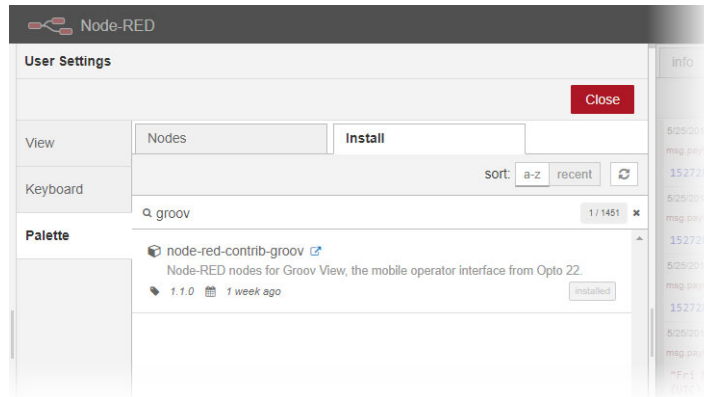 Node-RED
User Settings
info
Close
View
Nodes
Install
sort: a-z recent
Keyboard
groov
1 / 1451
Palette
node-red-contrib-groov
Node-RED nodes for Groov View, the mobile operator interface from Opto 22.
1.1.0 1 week ago
installed